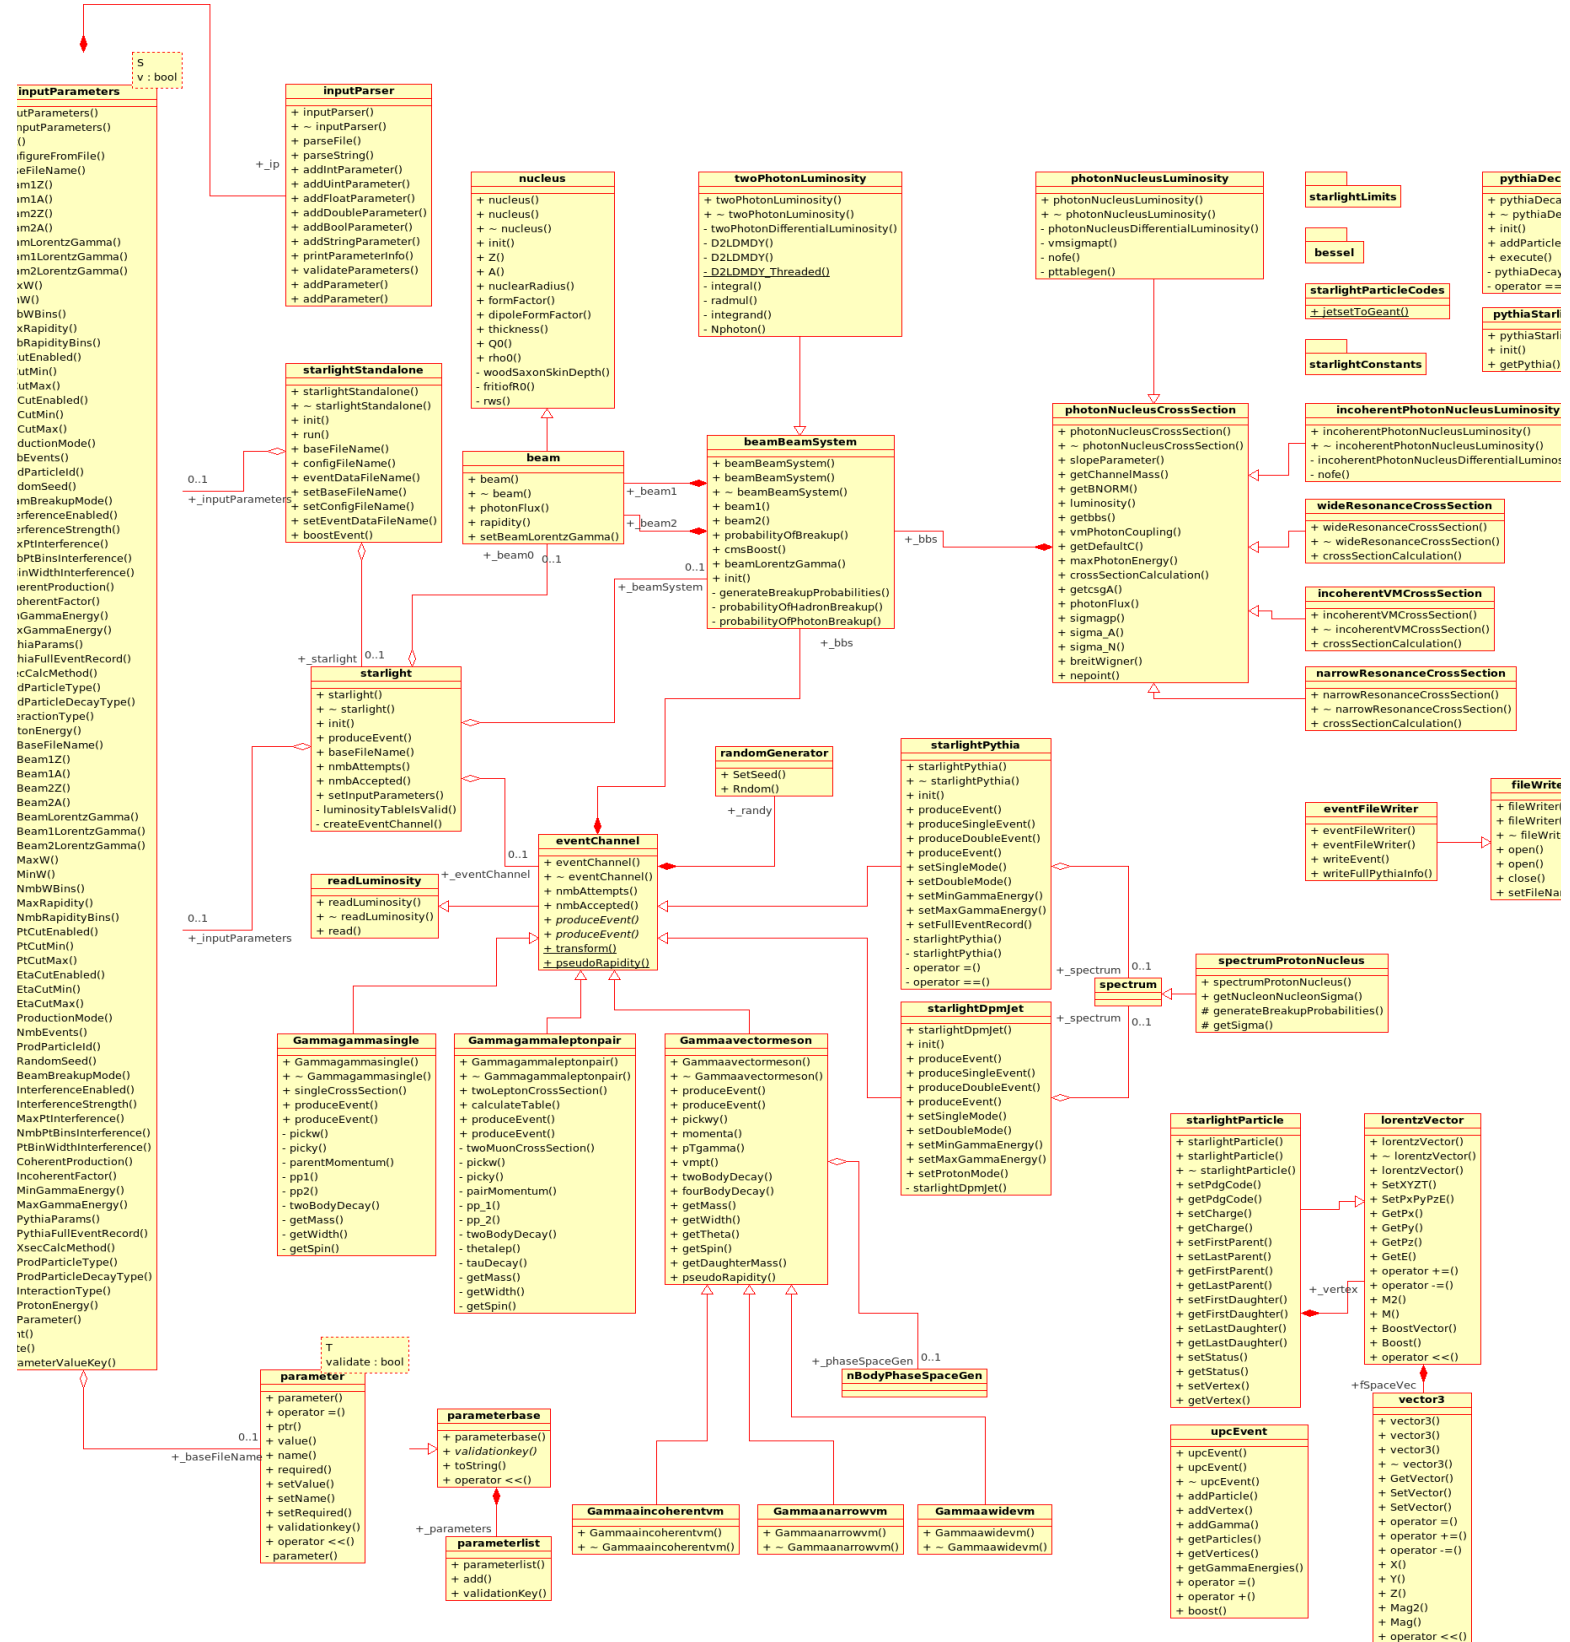 S
v : bool
inputParameters
utParameters()
nputParameters()
()
figureFromFile()
seFileName()
am1Z()
am1A()
am2Z()
am2A()
amLorentzGamma()
am1LorentzGamma()
am2LorentzGamma()
xW()
nW()
bWBins()
xRapidity()
bRapidityBins()
CutEnabled()
CutMin()
CutMax()
CutEnabled()
CutMin()
CutMax()
ductionMode()
bEvents()
dParticleId()
domSeed()
amBreakupMode()
erferenceEnabled()
erferenceStrength()
xPtInterference()
bPtBinsInterference()
inWidthInterference()
herentProduction()
oherentFactor()
nGammaEnergy()
xGammaEnergy()
hiaParams()
hiaFullEventRecord()
ecCalcMethod()
dParticleType()
dParticleDecayType()
eractionType()
tonEnergy()
BaseFileName()
Beam1Z()
Beam1A()
Beam2Z()
Beam2A()
BeamLorentzGamma()
Beam1LorentzGamma()
Beam2LorentzGamma()
MaxW()
MinW()
NmbWBins()
MaxRapidity()
NmbRapidityBins()
PtCutEnabled()
PtCutMin()
PtCutMax()
EtaCutEnabled()
EtaCutMin()
EtaCutMax()
ProductionMode()
NmbEvents()
ProdParticleId()
RandomSeed()
BeamBreakupMode()
InterferenceEnabled()
InterferenceStrength()
MaxPtInterference()
NmbPtBinsInterference()
PtBinWidthInterference()
CoherentProduction()
IncoherentFactor()
MinGammaEnergy()
MaxGammaEnergy()
PythiaParams()
PythiaFullEventRecord()
XsecCalcMethod()
ProdParticleType()
ProdParticleDecayType()
InteractionType()
ProtonEnergy()
Parameter()
nt()
te()
ameterValueKey()
inputParser
+ inputParser()
+ ~ inputParser()
+ parseFile()
+ parseString()
+ addIntParameter()
+ addUintParameter()
+ addFloatParameter()
+ addDoubleParameter()
+ addBoolParameter()
+ addStringParameter()
+ printParameterInfo()
+ validateParameters()
+ addParameter()
+ addParameter()
+_ip
nucleus
+ nucleus()
+ nucleus()
+ ~ nucleus()
+ init()
+ Z()
+ A()
+ nuclearRadius()
+ formFactor()
+ dipoleFormFactor()
+ thickness()
+ Q0()
+ rho0()
- woodSaxonSkinDepth()
- fritiofR0()
- rws()
twoPhotonLuminosity
+ twoPhotonLuminosity()
+ ~ twoPhotonLuminosity()
- twoPhotonDifferentialLuminosity()
- D2LDMDY()
- D2LDMDY()
- D2LDMDY_Threaded()
- integral()
- radmul()
- integrand()
- Nphoton()
photonNucleusLuminosity
+ photonNucleusLuminosity()
+ ~ photonNucleusLuminosity()
- photonNucleusDifferentialLuminosity()
- vmsigmapt()
- nofe()
- pttablegen()
starlightLimits
bessel
starlightParticleCodes
+ jetsetToGeant()
starlightConstants
pythiaDec
+ pythiaDeca
+ ~ pythiaDe
+ init()
+ addParticle
+ execute()
- pythiaDecay
- operator ==
pythiaStarli
+ pythiaStarli
+ init()
+ getPythia()
starlightStandalone
+ starlightStandalone()
+ ~ starlightStandalone()
+ init()
+ run()
+ baseFileName()
+ configFileName()
+ eventDataFileName()
+ setBaseFileName()
+ setConfigFileName()
+ setEventDataFileName()
+ boostEvent()
0..1
+_inputParameters
beam
+ beam()
+ ~ beam()
+ photonFlux()
+ rapidity()
+ setBeamLorentzGamma()
+_beam1
+_beam2
+_beam0
0..1
beamBeamSystem
+ beamBeamSystem()
+ beamBeamSystem()
+ ~ beamBeamSystem()
+ beam1()
+ beam2()
+ probabilityOfBreakup()
+ cmsBoost()
+ beamLorentzGamma()
+ init()
- generateBreakupProbabilities()
- probabilityOfHadronBreakup()
- probabilityOfPhotonBreakup()
0..1
+_beamSystem
+_bbs
+_bbs
photonNucleusCrossSection
+ photonNucleusCrossSection()
+ ~ photonNucleusCrossSection()
+ slopeParameter()
+ getChannelMass()
+ getBNORM()
+ luminosity()
+ getbbs()
+ vmPhotonCoupling()
+ getDefaultC()
+ maxPhotonEnergy()
+ crossSectionCalculation()
+ getcsgA()
+ photonFlux()
+ sigmagp()
+ sigma_A()
+ sigma_N()
+ breitWigner()
+ nepoint()
incoherentPhotonNucleusLuminosity
+ incoherentPhotonNucleusLuminosity()
+ ~ incoherentPhotonNucleusLuminosity()
- incoherentPhotonNucleusDifferentialLuminos
- nofe()
wideResonanceCrossSection
+ wideResonanceCrossSection()
+ ~ wideResonanceCrossSection()
+ crossSectionCalculation()
incoherentVMCrossSection
+ incoherentVMCrossSection()
+ ~ incoherentVMCrossSection()
+ crossSectionCalculation()
narrowResonanceCrossSection
+ narrowResonanceCrossSection()
+ ~ narrowResonanceCrossSection()
+ crossSectionCalculation()
+_starlight
0..1
starlight
+ starlight()
+ ~ starlight()
+ init()
+ produceEvent()
+ baseFileName()
+ nmbAttempts()
+ nmbAccepted()
+ setInputParameters()
- luminosityTableIsValid()
- createEventChannel()
0..1
+_inputParameters
randomGenerator
+ SetSeed()
+ Rndom()
+_randy
0..1
+_eventChannel
eventChannel
+ eventChannel()
+ ~ eventChannel()
+ nmbAttempts()
+ nmbAccepted()
+ produceEvent()
+ produceEvent()
+ transform()
+ pseudoRapidity()
readLuminosity
+ readLuminosity()
+ ~ readLuminosity()
+ read()
starlightPythia
+ starlightPythia()
+ ~ starlightPythia()
+ init()
+ produceEvent()
+ produceSingleEvent()
+ produceDoubleEvent()
+ produceEvent()
+ setSingleMode()
+ setDoubleMode()
+ setMinGammaEnergy()
+ setMaxGammaEnergy()
+ setFullEventRecord()
- starlightPythia()
- starlightPythia()
- operator =()
- operator ==()
eventFileWriter
+ eventFileWriter()
+ eventFileWriter()
+ writeEvent()
+ writeFullPythiaInfo()
fileWrite
+ fileWriter(
+ fileWriter(
+ ~ fileWrit
+ open()
+ open()
+ close()
+ setFileNa
+_spectrum
0..1
spectrum
+_spectrum
0..1
spectrumProtonNucleus
+ spectrumProtonNucleus()
+ getNucleonNucleonSigma()
# generateBreakupProbabilities()
# getSigma()
starlightDpmJet
+ starlightDpmJet()
+ init()
+ produceEvent()
+ produceSingleEvent()
+ produceDoubleEvent()
+ produceEvent()
+ setSingleMode()
+ setDoubleMode()
+ setMinGammaEnergy()
+ setMaxGammaEnergy()
+ setProtonMode()
- starlightDpmJet()
Gammagammasingle
+ Gammagammasingle()
+ ~ Gammagammasingle()
+ singleCrossSection()
+ produceEvent()
+ produceEvent()
- pickw()
- picky()
- parentMomentum()
- pp1()
- pp2()
- twoBodyDecay()
- getMass()
- getWidth()
- getSpin()
Gammagammaleptonpair
+ Gammagammaleptonpair()
+ ~ Gammagammaleptonpair()
+ twoLeptonCrossSection()
+ calculateTable()
+ produceEvent()
+ produceEvent()
- twoMuonCrossSection()
- pickw()
- picky()
- pairMomentum()
- pp_1()
- pp_2()
- twoBodyDecay()
- thetalep()
- tauDecay()
- getMass()
- getWidth()
- getSpin()
Gammaavectormeson
+ Gammaavectormeson()
+ ~ Gammaavectormeson()
+ produceEvent()
+ produceEvent()
+ pickwy()
+ momenta()
+ pTgamma()
+ vmpt()
+ twoBodyDecay()
+ fourBodyDecay()
+ getMass()
+ getWidth()
+ getTheta()
+ getSpin()
+ getDaughterMass()
+ pseudoRapidity()
starlightParticle
+ starlightParticle()
+ starlightParticle()
+ ~ starlightParticle()
+ setPdgCode()
+ getPdgCode()
+ setCharge()
+ getCharge()
+ setFirstParent()
+ setLastParent()
+ getFirstParent()
+ getLastParent()
+ setFirstDaughter()
+ getFirstDaughter()
+ setLastDaughter()
+ getLastDaughter()
+ setStatus()
+ getStatus()
+ setVertex()
+ getVertex()
lorentzVector
+ lorentzVector()
+ ~ lorentzVector()
+ lorentzVector()
+ SetXYZT()
+ SetPxPyPzE()
+ GetPx()
+ GetPy()
+ GetPz()
+ GetE()
+ operator +=()
+ operator -=()
+ M2()
+ M()
+ BoostVector()
+ Boost()
+ operator <<()
+_vertex
+fSpaceVec
vector3
+ vector3()
+ vector3()
+ vector3()
+ ~ vector3()
+ GetVector()
+ SetVector()
+ SetVector()
+ operator =()
+ operator +=()
+ operator -=()
+ X()
+ Y()
+ Z()
+ Mag2()
+ Mag()
+ operator <<()
upcEvent
+ upcEvent()
+ upcEvent()
+ ~ upcEvent()
+ addParticle()
+ addVertex()
+ addGamma()
+ getParticles()
+ getVertices()
+ getGammaEnergies()
+ operator =()
+ operator +()
+ boost()
+_phaseSpaceGen
0..1
nBodyPhaseSpaceGen
T
validate : bool
parameter
+ parameter()
+ operator =()
+ ptr()
+ value()
+ name()
+ required()
+ setValue()
+ setName()
+ setRequired()
+ validationkey()
+ operator <<()
- parameter()
0..1
+_baseFileName
parameterbase
+ parameterbase()
+ validationkey()
+ toString()
+ operator <<()
+_parameters
parameterlist
+ parameterlist()
+ add()
+ validationKey()
Gammaaincoherentvm
+ Gammaaincoherentvm()
+ ~ Gammaaincoherentvm()
Gammaanarrowvm
+ Gammaanarrowvm()
+ ~ Gammaanarrowvm()
Gammaawidevm
+ Gammaawidevm()
+ ~ Gammaawidevm()